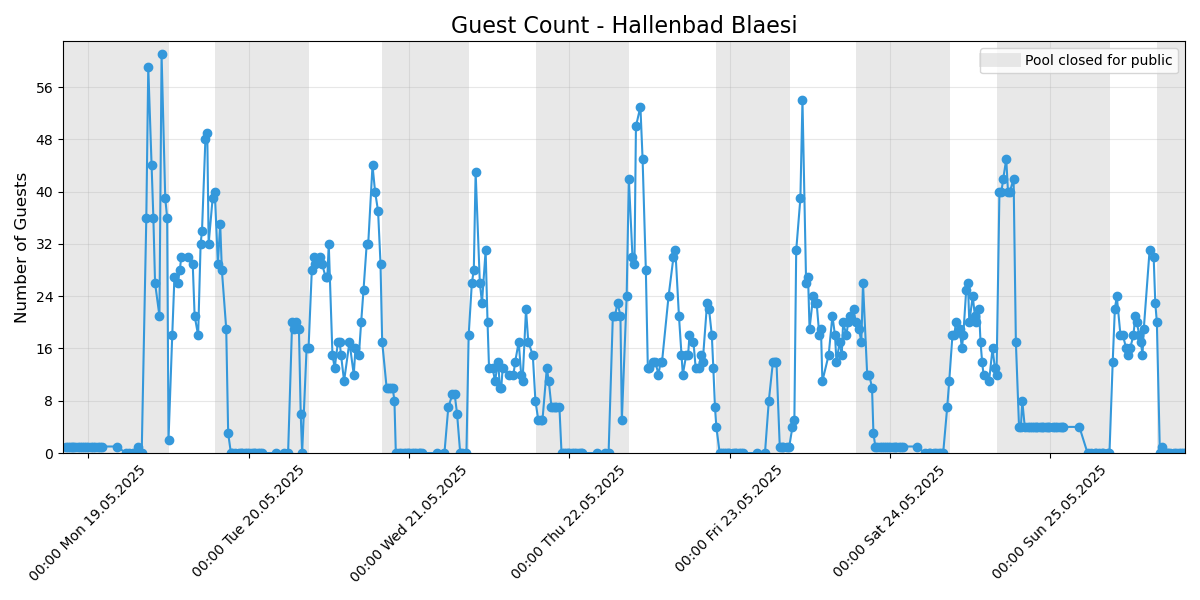 Guest Count - Hallenbad Blaesi
Pool closed for public
Number of Guests
56
48
40
32
24
16
8
0
00:00 Mon 19.05.2025
00:00 Tue 20.05.2025
00:00 Wed 21.05.2025
00:00 Thu 22.05.2025
00:00 Fri 23.05.2025
00:00 Sat 24.05.2025
00:00 Sun 25.05.2025